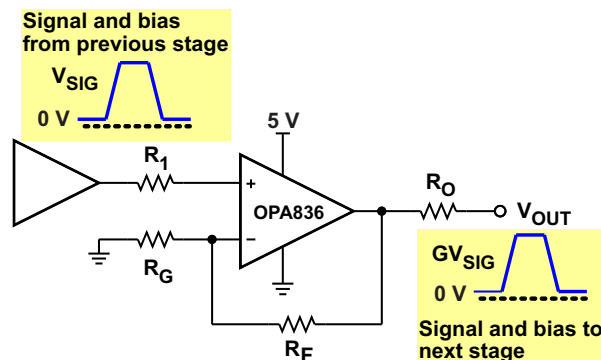 Signal and bias
from previous stage
VSIG
0 V
5 V
R1
+
OPA836
RO
VOUT
−
RG
GVSIG
0 V
RF
Signal and bias to
next stage